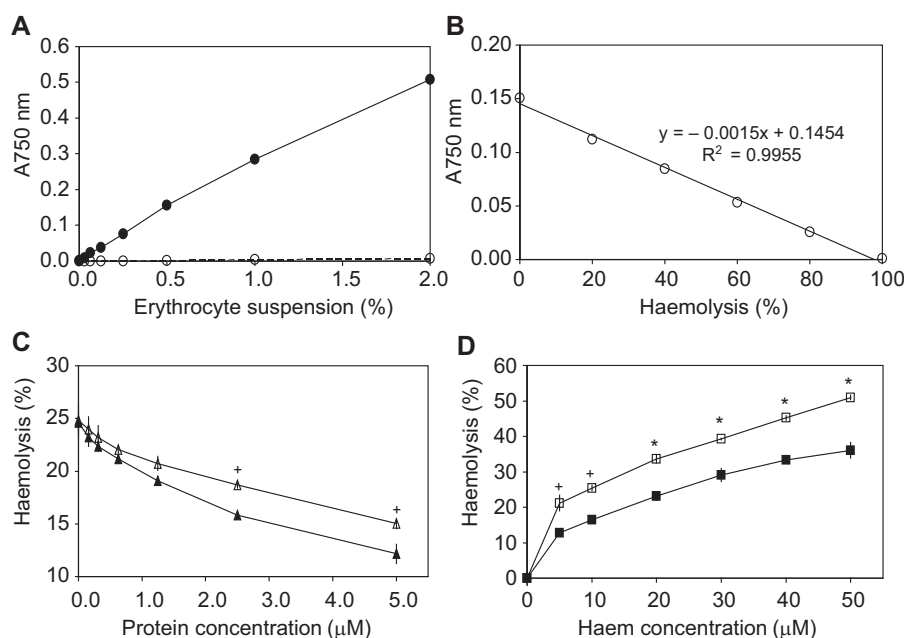 A
0.6
0.5
0.4
0.3
0.2
0.1
0.0
A750 nm
0.0 0.5 1.0 1.5 2.0
Erythrocyte suspension (%)
B
0.20
0.15
0.10
0.05
0.00
A750 nm
y = – 0.0015x + 0.1454
R² = 0.9955
0 20 40 60 80 100
Haemolysis (%)
C
30
25
20
15
10
Haemolysis (%)
+
+
0.0 1.0 2.0 3.0 4.0 5.0
Protein concentration (µM)
D
60
50
40
30
20
10
0
Haemolysis (%)
+ + * * * *
0 10 20 30 40 50
Haem concentration (µM)